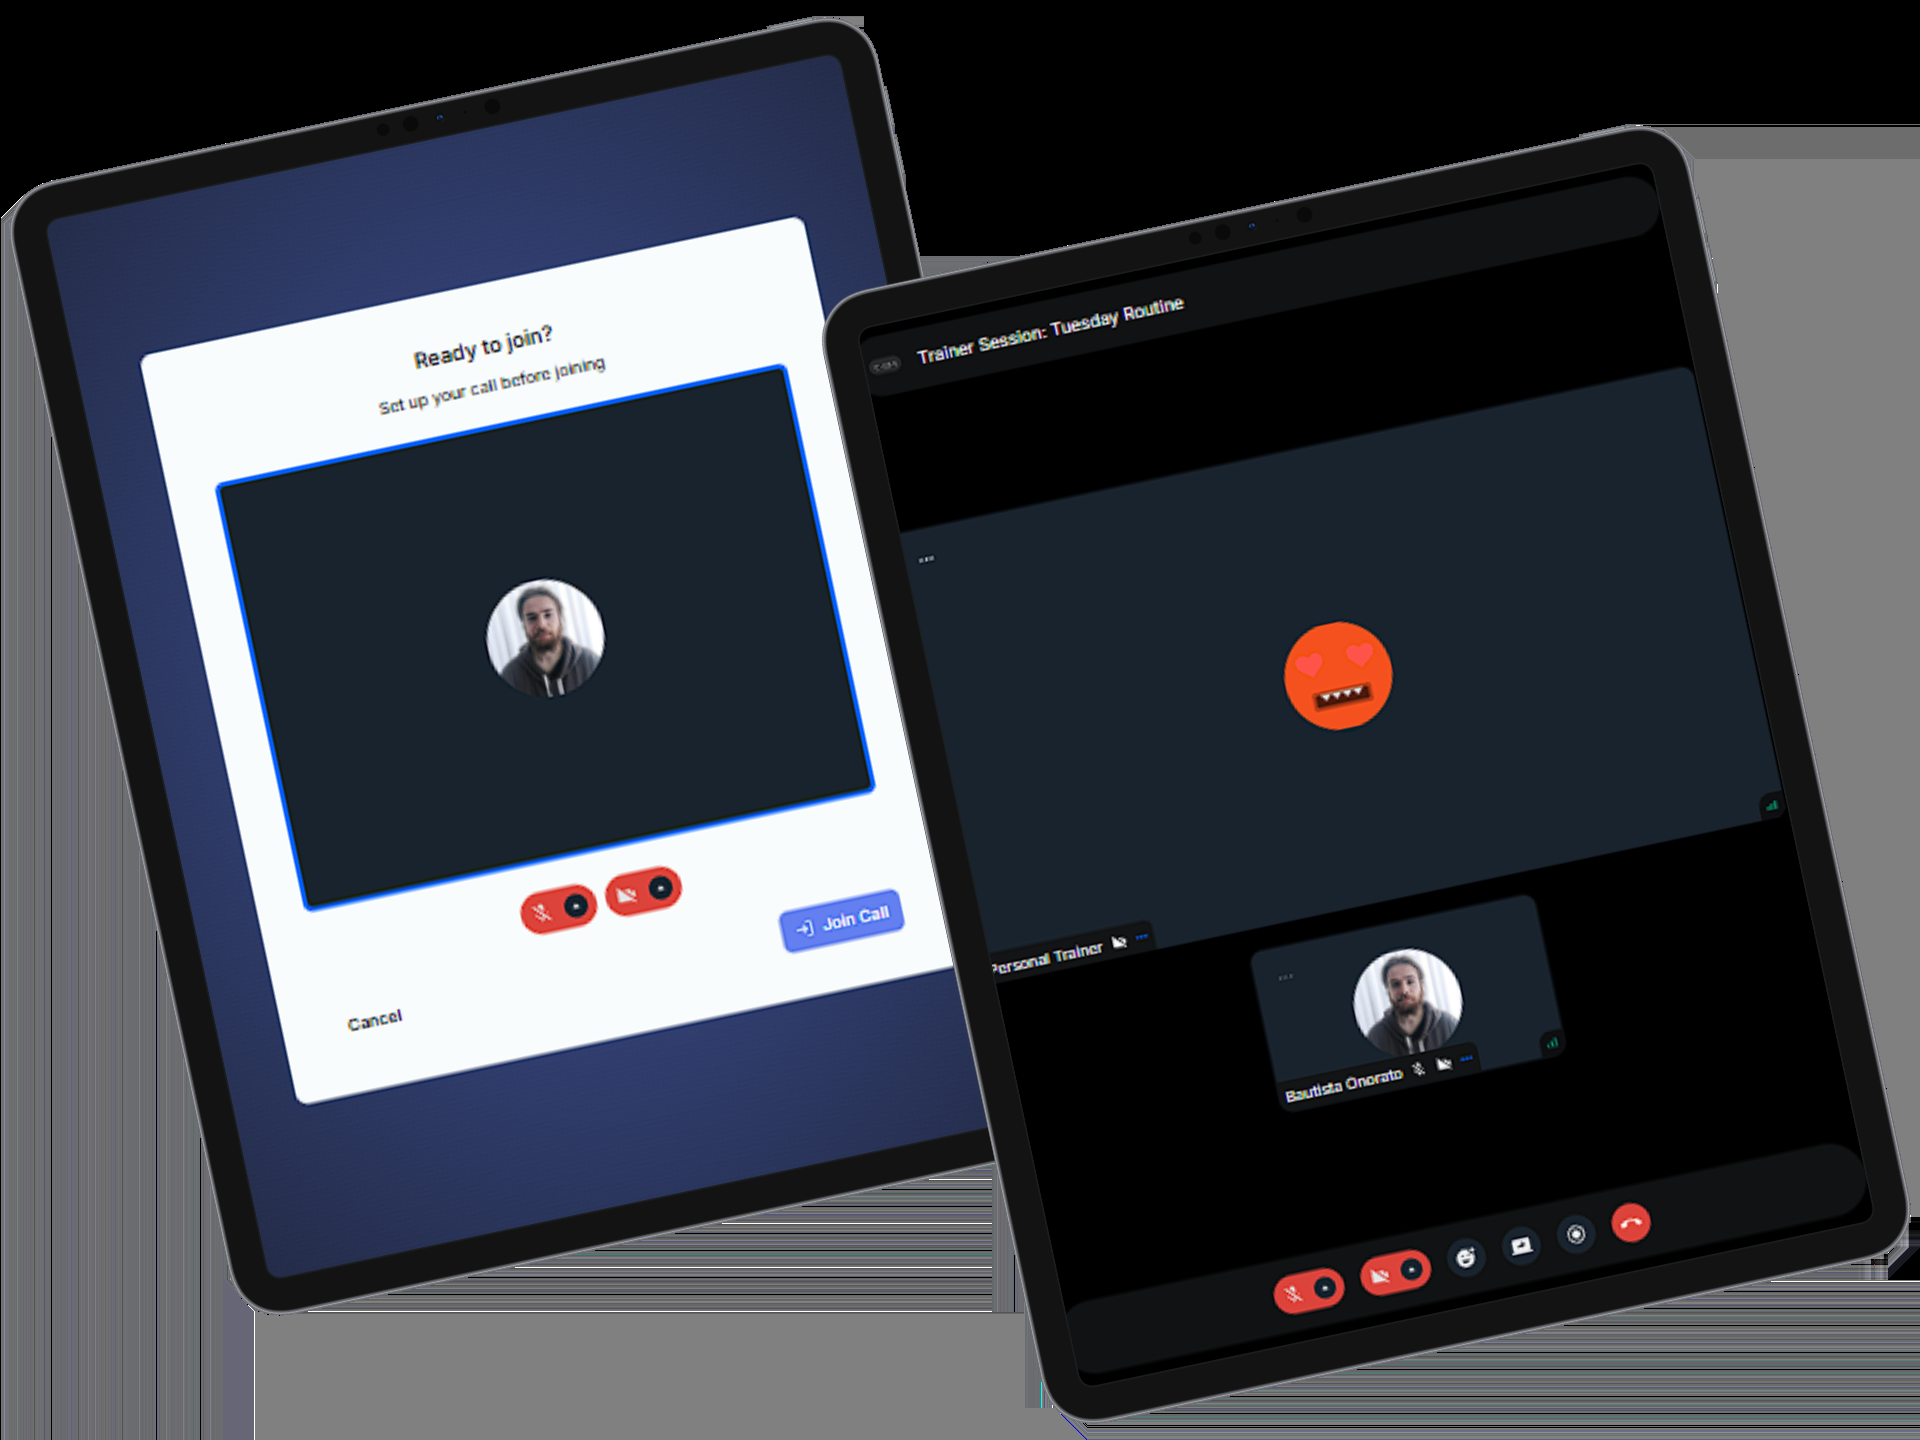 Ready to join?
Set up your call before joining
Join Call
Cancel
Trainer Session: Tuesday Routine
Personal Trainer
Bautista Onorato